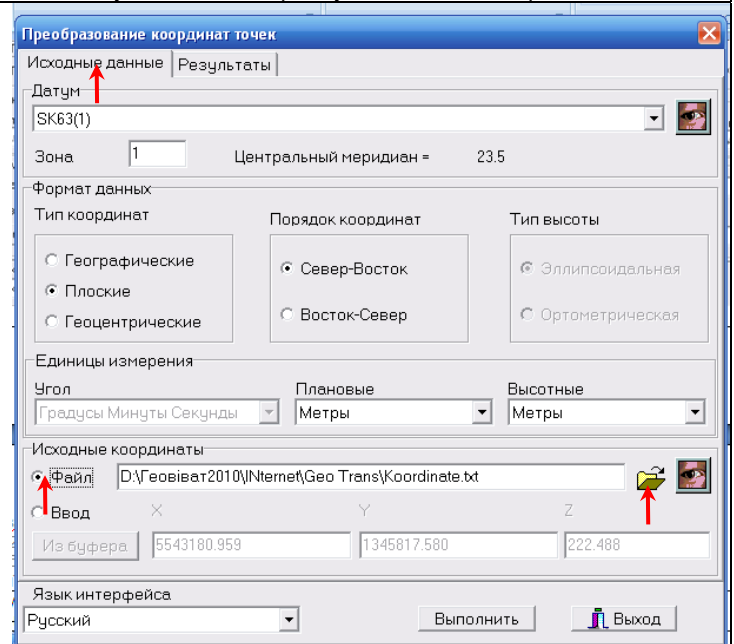 Преобразование координат точек
Исходные данные Результаты
Датум
SK63(1)
Зона 1 Центральный меридиан = 23.5
Формат данных
Тип координат Порядок координат Тип высоты
Географические Север-Восток Эллипсоидальная
Плоские
Геоцентрические Восток-Север Ортометрическая
Единицы измерения
Угол Плановые Высотные
Градусы Минуты Секунды Метры Метры
Исходные координаты
Файл D:\Геовіват2010\INternet\Geo Trans\Koordinate.txt
Ввод X Y Z
Из буфера 5543180.959 1345817.580 222.488
Язык интерфейса
Русский Выполнить Выход